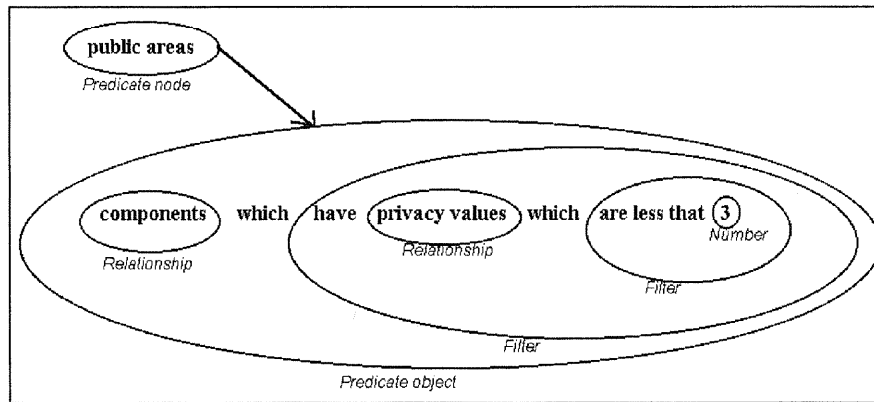 public areas
Predicate node
components which have privacy values which are less that 3
Number
Relationship
Relationship
Filter
Filter
Predicate object